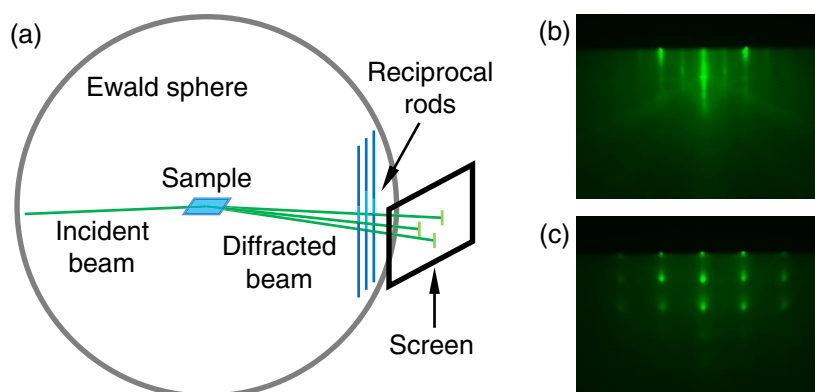 (a)
Ewald sphere
Reciprocal
rods
Sample
Incident
beam
Diffracted
beam
Screen
(b)
(c)